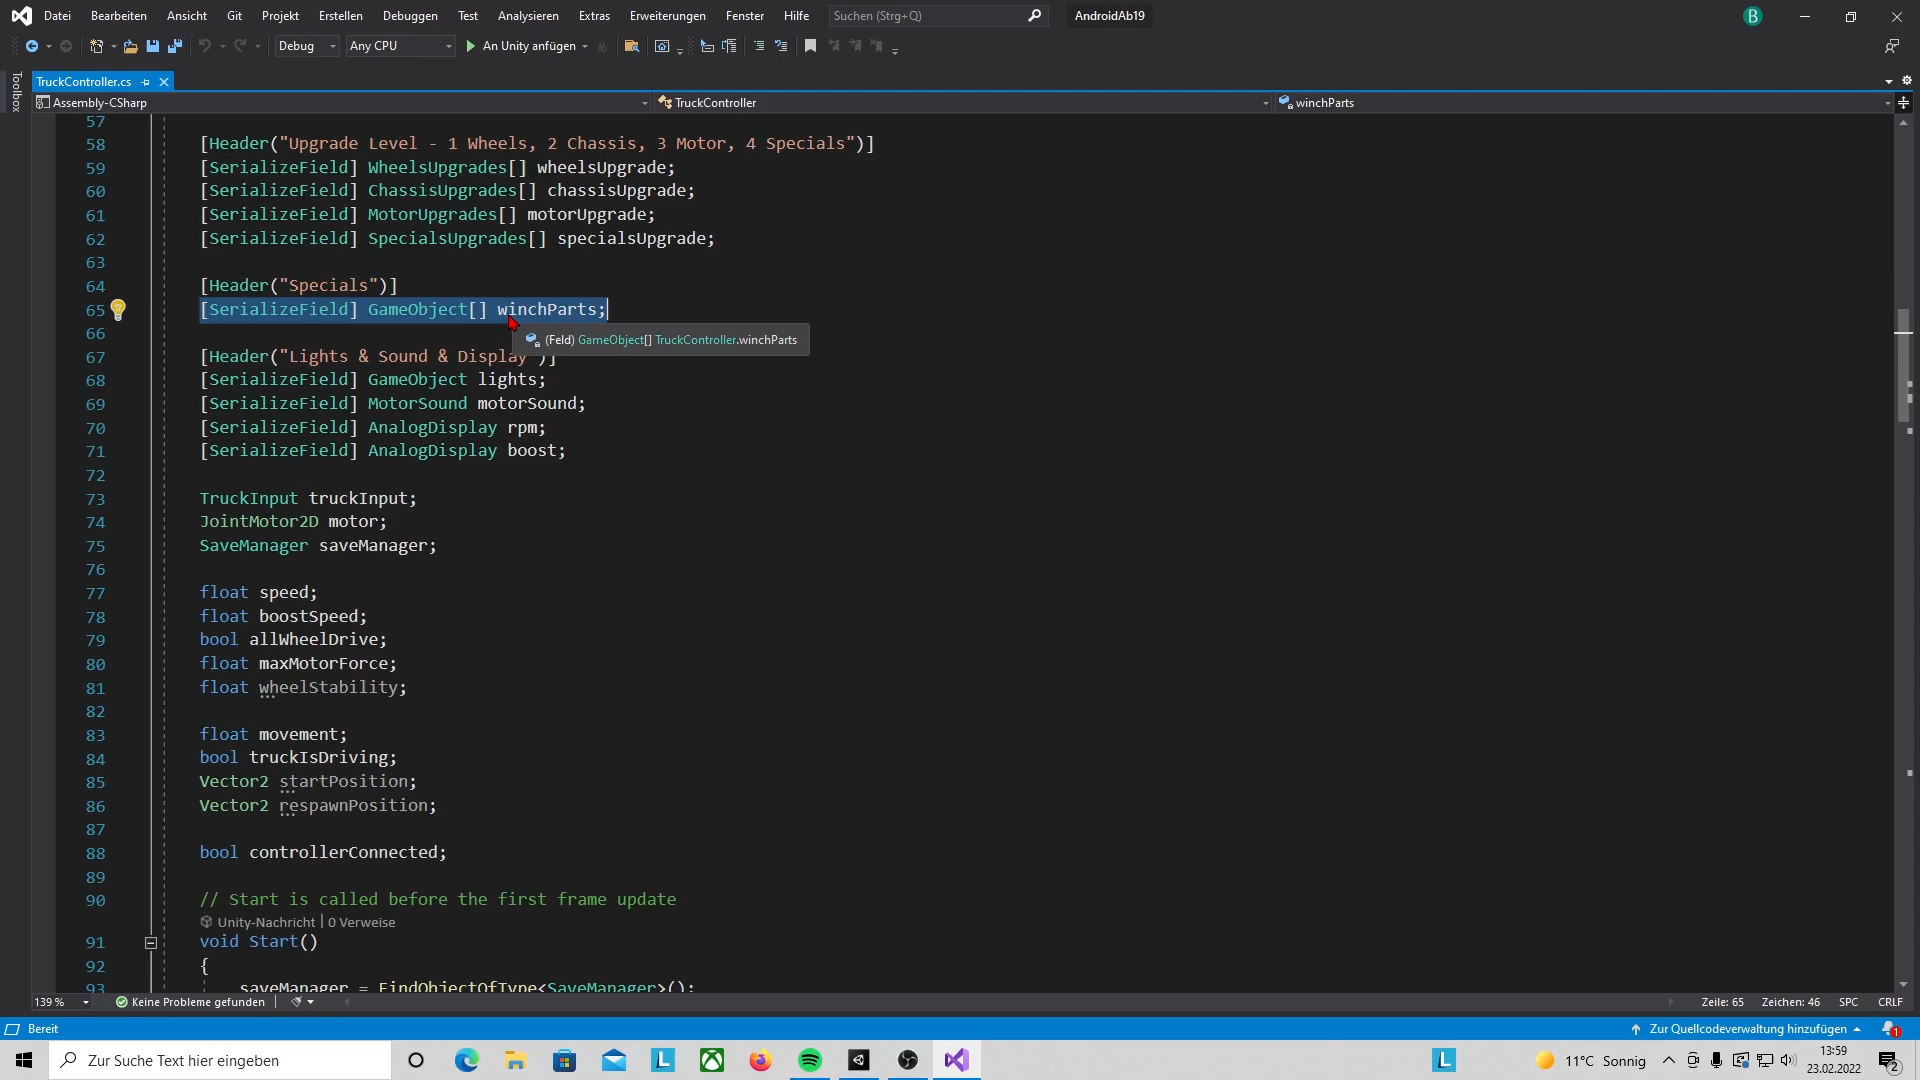 Datei Bearbeiten Ansicht Git Projekt Erstellen Debuggen Test Analysieren Extras Erweiterungen Fenster Hilfe Suchen (Strg+Q) AndroidAb19 B
Debug Any CPU An Unity anfügen
Toolbox
TruckController.cs
Assembly-CSharp TruckController winchParts
57
58 [Header("Upgrade Level - 1 Wheels, 2 Chassis, 3 Motor, 4 Specials")]
59 [SerializeField] WheelsUpgrades[] wheelsUpgrade;
60 [SerializeField] ChassisUpgrades[] chassisUpgrade;
61 [SerializeField] MotorUpgrades[] motorUpgrade;
62 [SerializeField] SpecialsUpgrades[] specialsUpgrade;
63
64 [Header("Specials")]
65 [SerializeField] GameObject[] winchParts;
66
(Feld) GameObject[] TruckController.winchParts
67 [Header("Lights & Sound & Display")]
68 [SerializeField] GameObject lights;
69 [SerializeField] MotorSound motorSound;
70 [SerializeField] AnalogDisplay rpm;
71 [SerializeField] AnalogDisplay boost;
72
73 TruckInput truckInput;
74 JointMotor2D motor;
75 SaveManager saveManager;
76
77 float speed;
78 float boostSpeed;
79 bool allWheelDrive;
80 float maxMotorForce;
81 float wheelStability;
82
83 float movement;
84 bool truckIsDriving;
85 Vector2 startPosition;
86 Vector2 respawnPosition;
87
88 bool controllerConnected;
89
90 // Start is called before the first frame update
Unity-Nachricht | 0 Verweise
91 void Start()
92 {
93 saveManager = FindObjectOfType<SaveManager>();
139 % Keine Probleme gefunden Zeile: 65 Zeichen: 46 SPC CRLF
Bereit Zur Quellcodeverwaltung hinzufügen 1
Zur Suche Text hier eingeben L L 11°C Sonnig 13:59 2
23.02.2022